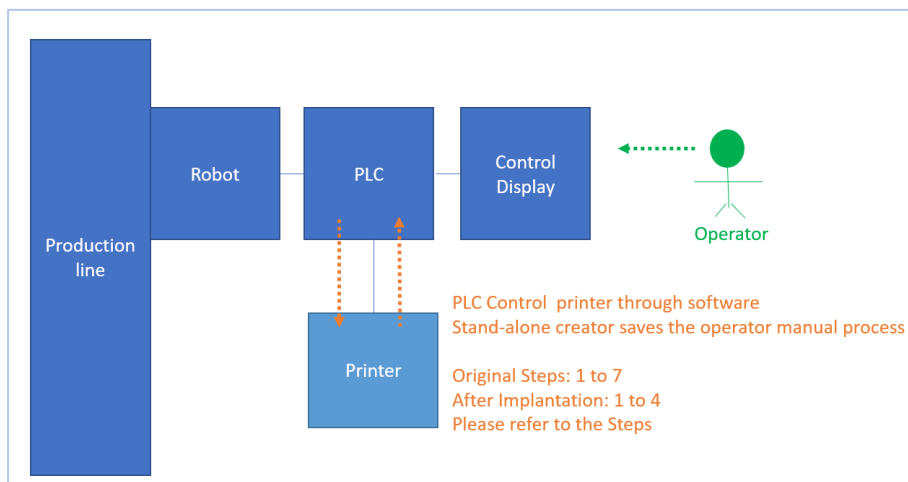 Production
line
Robot
PLC
Control
Display
Operator
Printer
PLC Control printer through software
Stand-alone creator saves the operator manual process
Original Steps: 1 to 7
After Implantation: 1 to 4
Please refer to the Steps